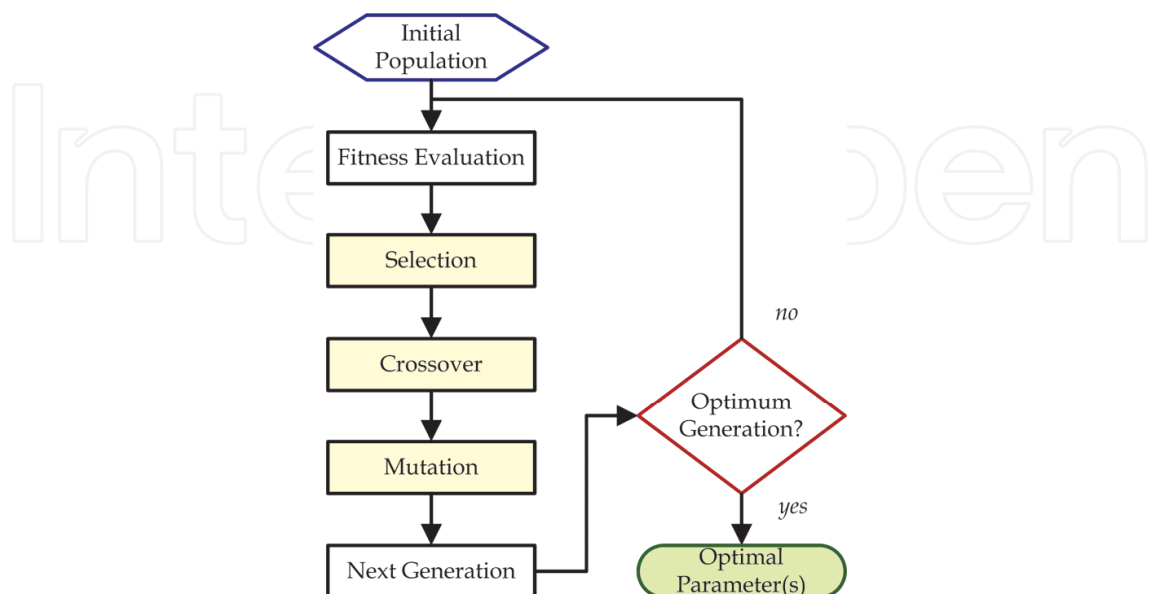 Initial
Population
Fitness Evaluation
Selection
Crossover
Mutation
Next Generation
no
Optimum
Generation?
yes
Optimal
Parameter(s)